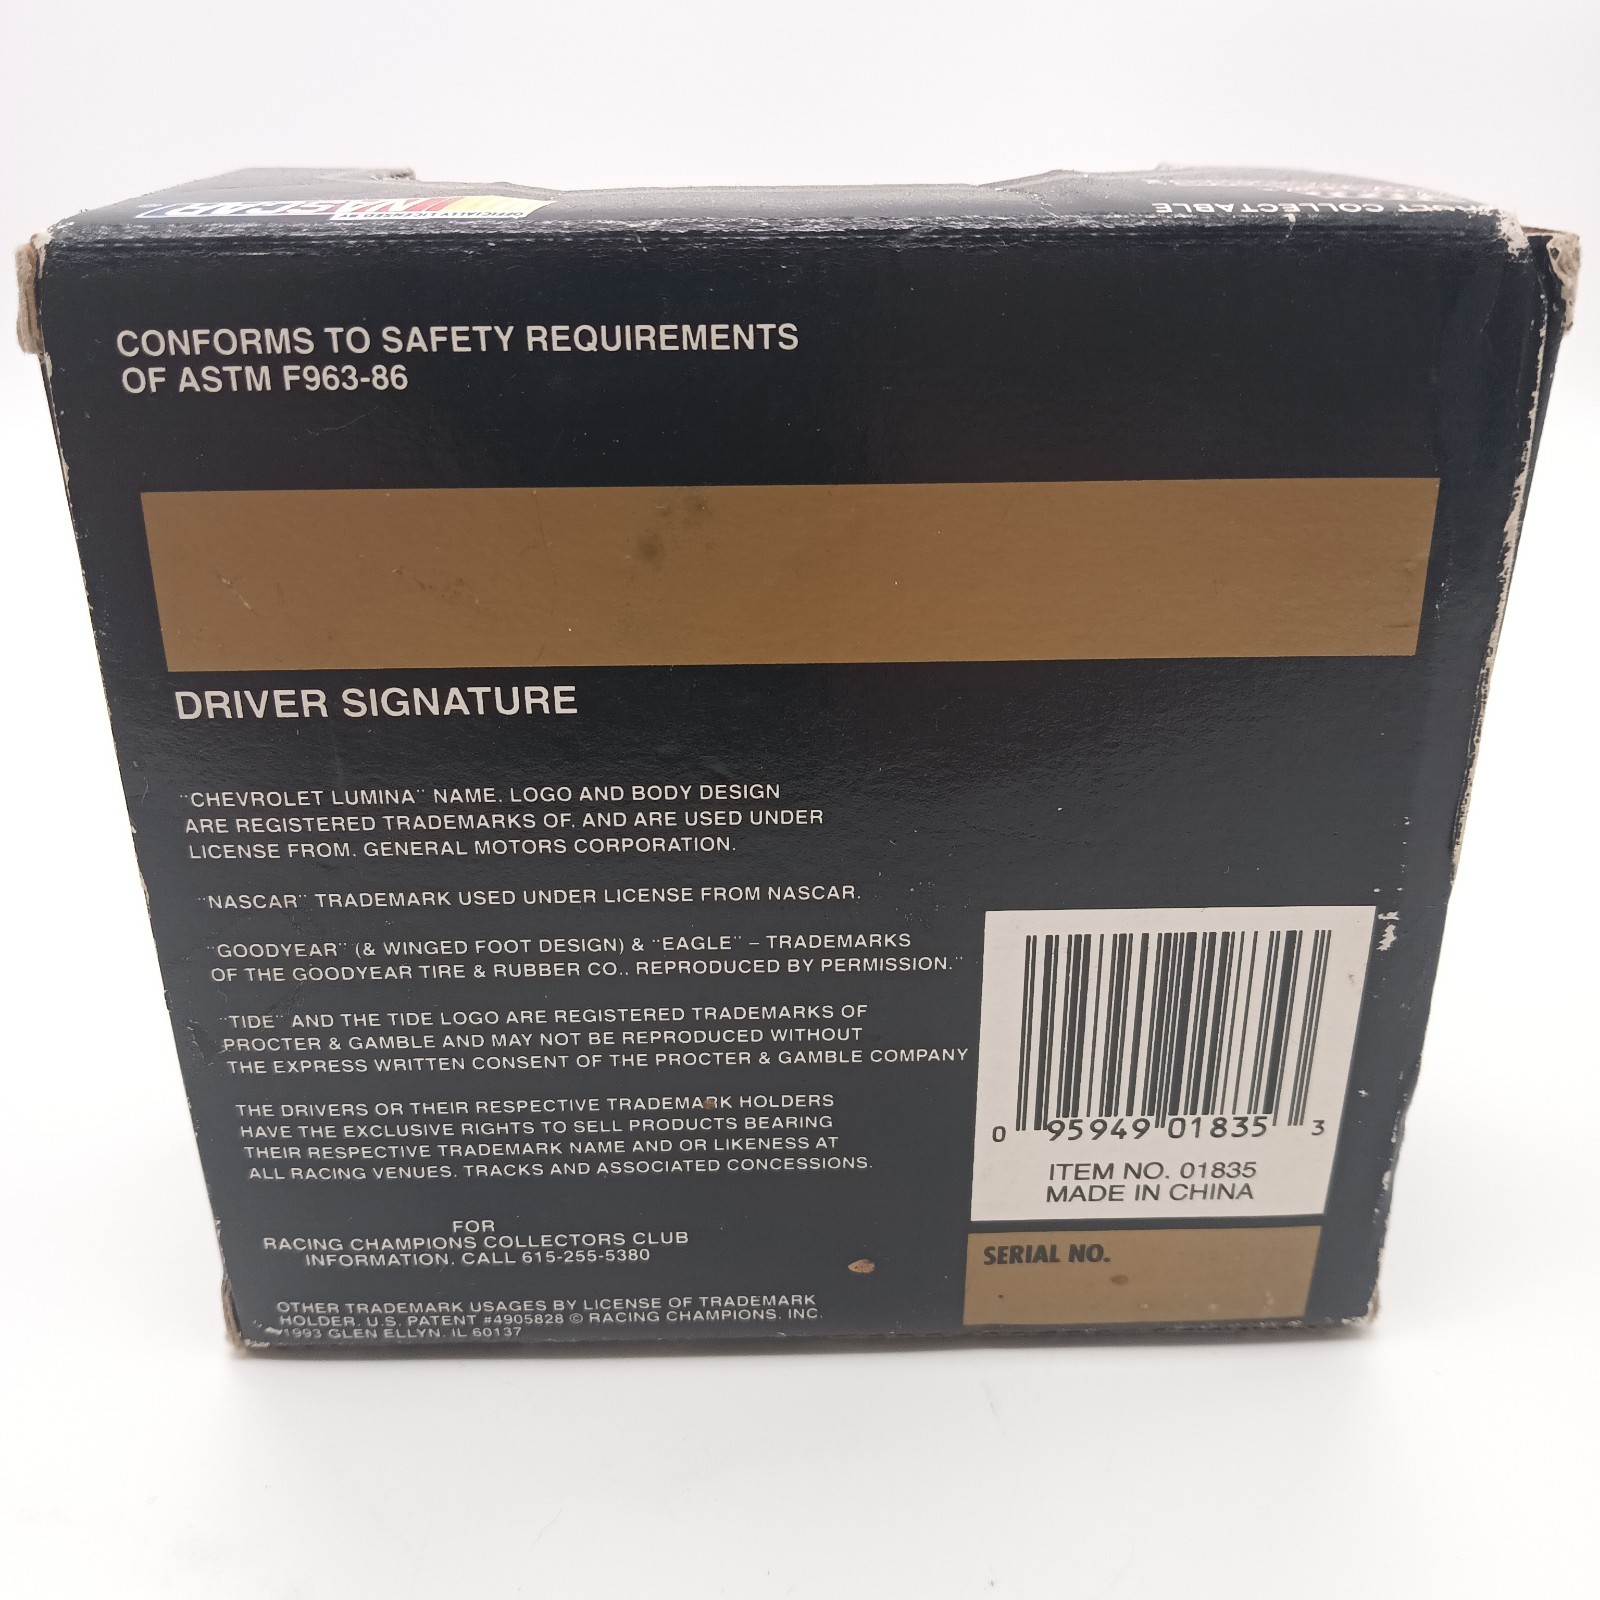 OFFICIALLY LICENSED BY
NASCAR
COLLECTABLE
CONFORMS TO SAFETY REQUIREMENTS
OF ASTM F963-86
DRIVER SIGNATURE
"CHEVROLET LUMINA" NAME. LOGO AND BODY DESIGN
ARE REGISTERED TRADEMARKS OF. AND ARE USED UNDER
LICENSE FROM. GENERAL MOTORS CORPORATION.
"NASCAR" TRADEMARK USED UNDER LICENSE FROM NASCAR.
"GOODYEAR" (& WINGED FOOT DESIGN) & "EAGLE" – TRADEMARKS
OF THE GOODYEAR TIRE & RUBBER CO.. REPRODUCED BY PERMISSION."
"TIDE" AND THE TIDE LOGO ARE REGISTERED TRADEMARKS OF
PROCTER & GAMBLE AND MAY NOT BE REPRODUCED WITHOUT
THE EXPRESS WRITTEN CONSENT OF THE PROCTER & GAMBLE COMPANY
THE DRIVERS OR THEIR RESPECTIVE TRADEMARK HOLDERS
HAVE THE EXCLUSIVE RIGHTS TO SELL PRODUCTS BEARING
THEIR RESPECTIVE TRADEMARK NAME AND OR LIKENESS AT
ALL RACING VENUES. TRACKS AND ASSOCIATED CONCESSIONS.
FOR
RACING CHAMPIONS COLLECTORS CLUB
INFORMATION. CALL 615-255-5380
OTHER TRADEMARK USAGES BY LICENSE OF TRADEMARK
HOLDER. U.S. PATENT #4905828 © RACING CHAMPIONS. INC.
1993 GLEN ELLYN. IL 60137
0 95949 01835 3
ITEM NO. 01835
MADE IN CHINA
SERIAL NO.